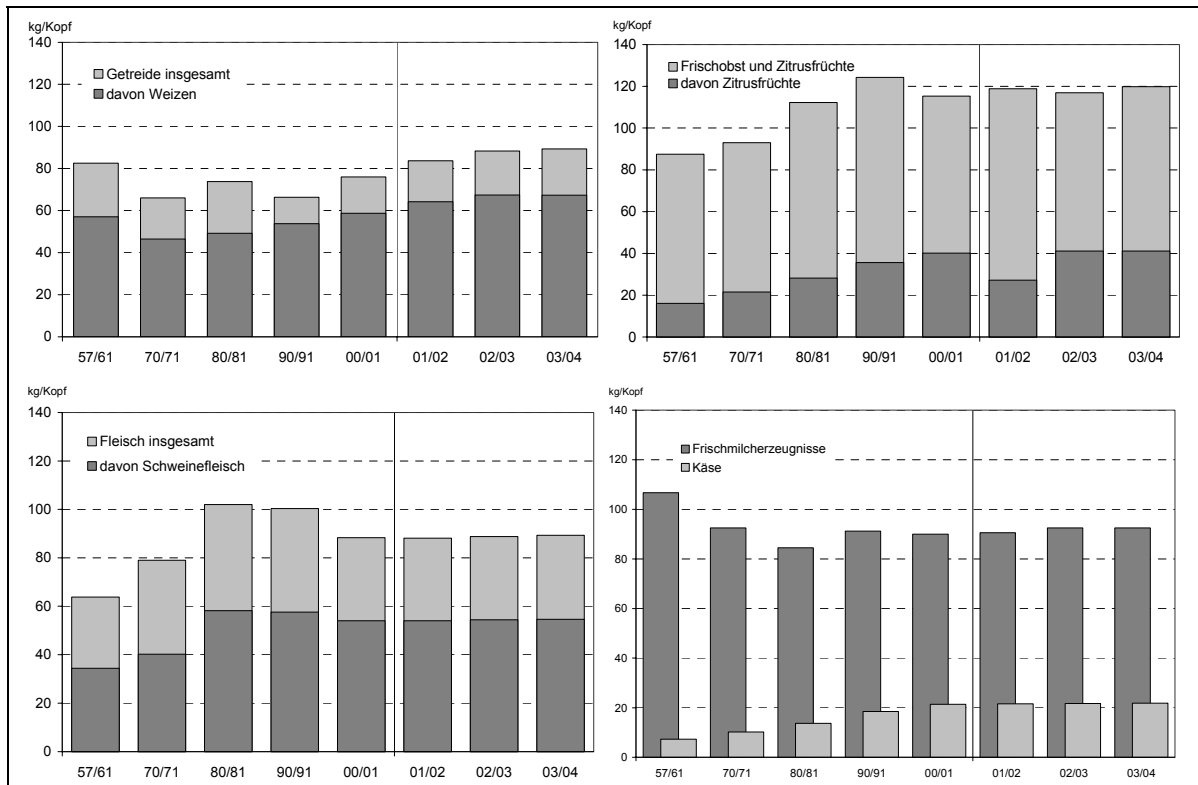 kg/Kopf
140
120
100
80
60
40
20
0
Getreide insgesamt
davon Weizen
57/61 70/71 80/81 90/91 00/01 01/02 02/03 03/04
kg/Kopf
140
120
100
80
60
40
20
0
Frischobst und Zitrusfrüchte
davon Zitrusfrüchte
57/61 70/71 80/81 90/91 00/01 01/02 02/03 03/04
kg/Kopf
140
120
100
80
60
40
20
0
Fleisch insgesamt
davon Schweinefleisch
57/61 70/71 80/81 90/91 00/01 01/02 02/03 03/04
kg/Kopf
140
120
100
80
60
40
20
0
Frischmilcherzeugnisse
Käse
57/61 70/71 80/81 90/91 00/01 01/02 02/03 03/04